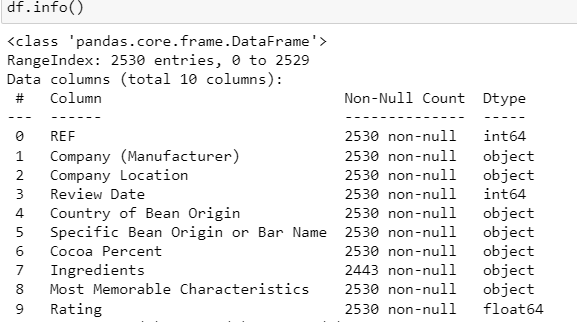 df.info()
<class 'pandas.core.frame.DataFrame'>
RangeIndex: 2530 entries, 0 to 2529
Data columns (total 10 columns):
 #   Column                            Non-Null Count  Dtype
---  ------                            --------------  -----
 0   REF                               2530 non-null   int64
 1   Company (Manufacturer)            2530 non-null   object
 2   Company Location                  2530 non-null   object
 3   Review Date                       2530 non-null   int64
 4   Country of Bean Origin            2530 non-null   object
 5   Specific Bean Origin or Bar Name  2530 non-null   object
 6   Cocoa Percent                     2530 non-null   object
 7   Ingredients                       2443 non-null   object
 8   Most Memorable Characteristics    2530 non-null   object
 9   Rating                            2530 non-null   float64